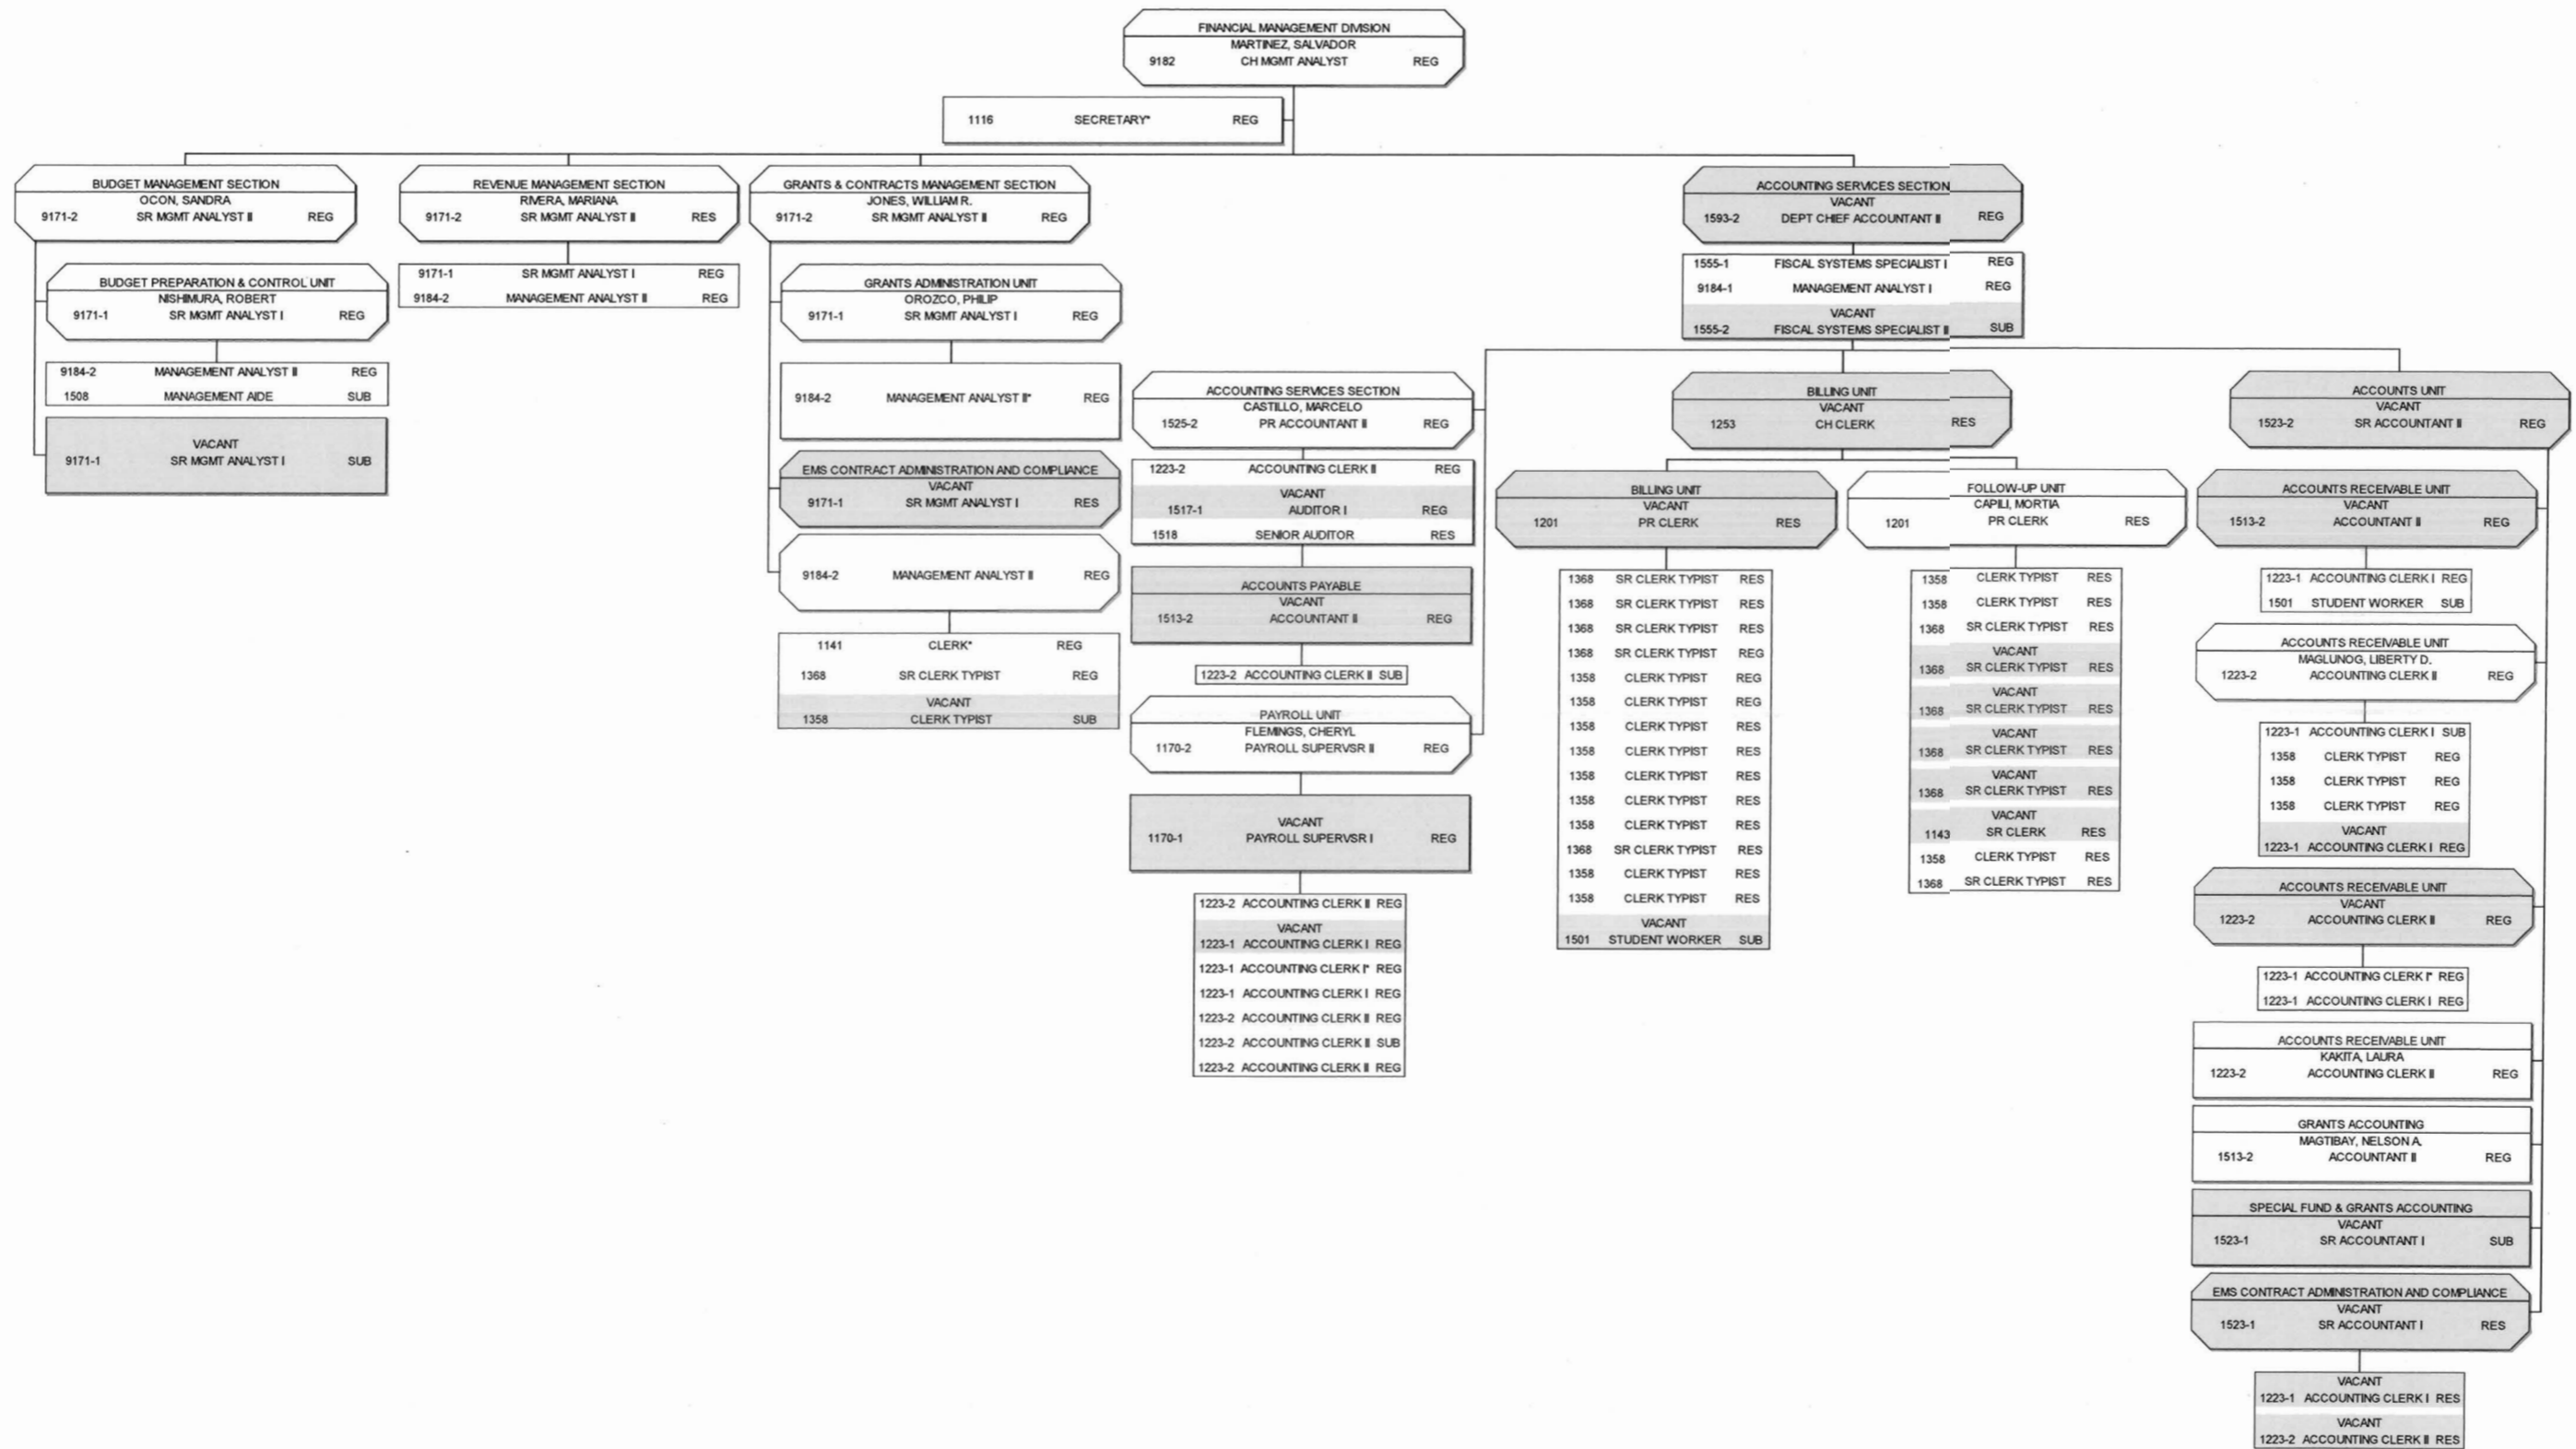 FINANCIAL MANAGEMENT DIVISION
MARTINEZ, SALVADOR
9182 CH MGMT ANALYST REG
1116 SECRETARY* REG
BUDGET MANAGEMENT SECTION
OCON, SANDRA
9171-2 SR MGMT ANALYST II REG
BUDGET PREPARATION & CONTROL UNIT
NISHIMURA, ROBERT
9171-1 SR MGMT ANALYST I REG
9184-2 MANAGEMENT ANALYST II REG
1508 MANAGEMENT AIDE SUB
VACANT
9171-1 SR MGMT ANALYST I SUB
REVENUE MANAGEMENT SECTION
RIVERA, MARIANA
9171-2 SR MGMT ANALYST II RES
9171-1 SR MGMT ANALYST I REG
9184-2 MANAGEMENT ANALYST II REG
GRANTS & CONTRACTS MANAGEMENT SECTION
JONES, WILLIAM R.
9171-2 SR MGMT ANALYST II REG
GRANTS ADMINISTRATION UNIT
OROZCO, PHILIP
9171-1 SR MGMT ANALYST I REG
9184-2 MANAGEMENT ANALYST II* REG
EMS CONTRACT ADMINISTRATION AND COMPLIANCE
VACANT
9171-1 SR MGMT ANALYST I RES
9184-2 MANAGEMENT ANALYST II REG
1141 CLERK* REG
1368 SR CLERK TYPIST REG
VACANT
1358 CLERK TYPIST SUB
ACCOUNTING SERVICES SECTION
VACANT
1593-2 DEPT CHIEF ACCOUNTANT II REG
1555-1 FISCAL SYSTEMS SPECIALIST I REG
9184-1 MANAGEMENT ANALYST I REG
VACANT
1555-2 FISCAL SYSTEMS SPECIALIST II SUB
ACCOUNTING SERVICES SECTION
CASTILLO, MARCELO
1525-2 PR ACCOUNTANT II REG
1223-2 ACCOUNTING CLERK II REG
VACANT
1517-1 AUDITOR I REG
1518 SENIOR AUDITOR RES
ACCOUNTS PAYABLE
VACANT
1513-2 ACCOUNTANT II REG
1223-2 ACCOUNTING CLERK II SUB
PAYROLL UNIT
FLEMINGS, CHERYL
1170-2 PAYROLL SUPERVSR II REG
VACANT
1170-1 PAYROLL SUPERVSR I REG
1223-2 ACCOUNTING CLERK II REG
VACANT
1223-1 ACCOUNTING CLERK I REG
1223-1 ACCOUNTING CLERK I* REG
1223-1 ACCOUNTING CLERK I REG
1223-2 ACCOUNTING CLERK II REG
1223-2 ACCOUNTING CLERK II SUB
1223-2 ACCOUNTING CLERK II REG
BILLING UNIT
VACANT
1253 CH CLERK RES
BILLING UNIT
VACANT
1201 PR CLERK RES
1368 SR CLERK TYPIST RES
1368 SR CLERK TYPIST RES
1368 SR CLERK TYPIST RES
1368 SR CLERK TYPIST REG
1358 CLERK TYPIST REG
1358 CLERK TYPIST REG
1358 CLERK TYPIST RES
1358 CLERK TYPIST RES
1358 CLERK TYPIST RES
1358 CLERK TYPIST RES
1358 CLERK TYPIST RES
1368 SR CLERK TYPIST RES
1358 CLERK TYPIST RES
1358 CLERK TYPIST RES
VACANT
1501 STUDENT WORKER SUB
FOLLOW-UP UNIT
CAPILI, MORTIA
1201 PR CLERK RES
1358 CLERK TYPIST RES
1358 CLERK TYPIST RES
1368 SR CLERK TYPIST RES
VACANT
1368 SR CLERK TYPIST RES
VACANT
1368 SR CLERK TYPIST RES
VACANT
1368 SR CLERK TYPIST RES
VACANT
1368 SR CLERK TYPIST RES
VACANT
1143 SR CLERK RES
1358 CLERK TYPIST RES
1368 SR CLERK TYPIST RES
ACCOUNTS UNIT
VACANT
1523-2 SR ACCOUNTANT II REG
ACCOUNTS RECEIVABLE UNIT
VACANT
1513-2 ACCOUNTANT II REG
1223-1 ACCOUNTING CLERK I REG
1501 STUDENT WORKER SUB
ACCOUNTS RECEIVABLE UNIT
MAGLUNOG, LIBERTY D.
1223-2 ACCOUNTING CLERK II REG
1223-1 ACCOUNTING CLERK I SUB
1358 CLERK TYPIST REG
1358 CLERK TYPIST REG
1358 CLERK TYPIST REG
VACANT
1223-1 ACCOUNTING CLERK I REG
ACCOUNTS RECEIVABLE UNIT
VACANT
1223-2 ACCOUNTING CLERK II REG
1223-1 ACCOUNTING CLERK I* REG
1223-1 ACCOUNTING CLERK I REG
ACCOUNTS RECEIVABLE UNIT
KAKITA, LAURA
1223-2 ACCOUNTING CLERK II REG
GRANTS ACCOUNTING
MAGTIBAY, NELSON A.
1513-2 ACCOUNTANT II REG
SPECIAL FUND & GRANTS ACCOUNTING
VACANT
1523-1 SR ACCOUNTANT I SUB
EMS CONTRACT ADMINISTRATION AND COMPLIANCE
VACANT
1523-1 SR ACCOUNTANT I RES
VACANT
1223-1 ACCOUNTING CLERK I RES
VACANT
1223-2 ACCOUNTING CLERK II RES